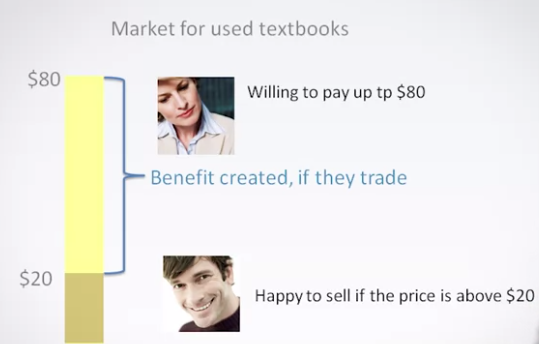 Market for used textbooks
$80
Willing to pay up tp $80
Benefit created, if they trade
$20
Happy to sell if the price is above $20